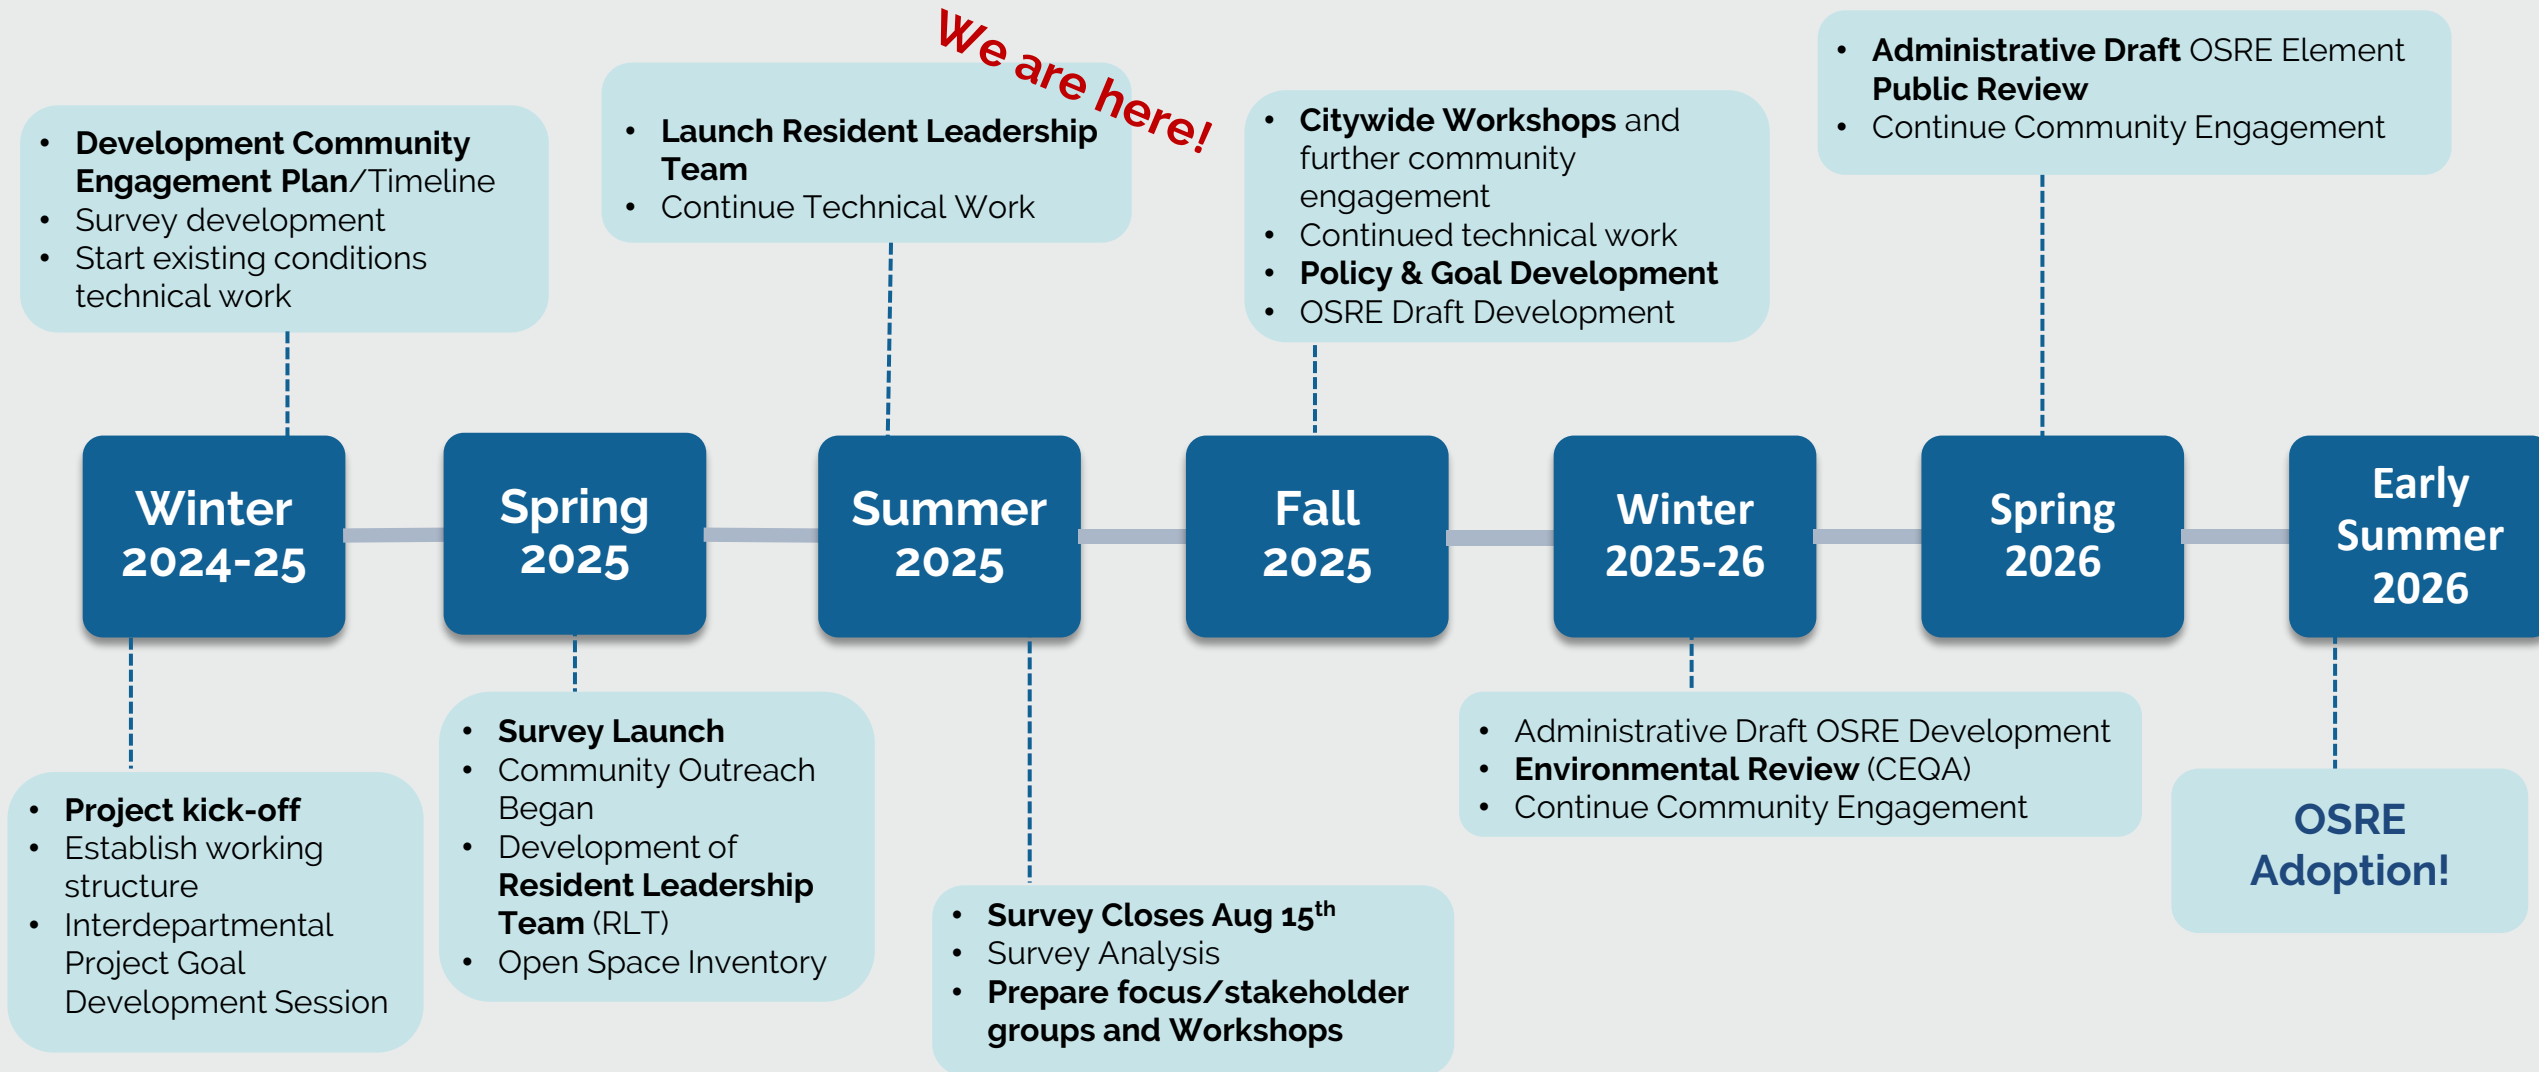 We are here!
• Development Community
Engagement Plan/Timeline
• Survey development
• Start existing conditions
technical work
• Launch Resident Leadership
Team
• Continue Technical Work
• Citywide Workshops and
further community
engagement
• Continued technical work
• Policy & Goal Development
• OSRE Draft Development
• Administrative Draft OSRE Element
Public Review
• Continue Community Engagement
Winter
2024-25
Spring
2025
Summer
2025
Fall
2025
Winter
2025-26
Spring
2026
Early
Summer
2026
• Project kick-off
• Establish working
structure
• Interdepartmental
Project Goal
Development Session
• Survey Launch
• Community Outreach
Began
• Development of
Resident Leadership
Team (RLT)
• Open Space Inventory
• Survey Closes Aug 15th
• Survey Analysis
• Prepare focus/stakeholder
groups and Workshops
• Administrative Draft OSRE Development
• Environmental Review (CEQA)
• Continue Community Engagement
OSRE
Adoption!